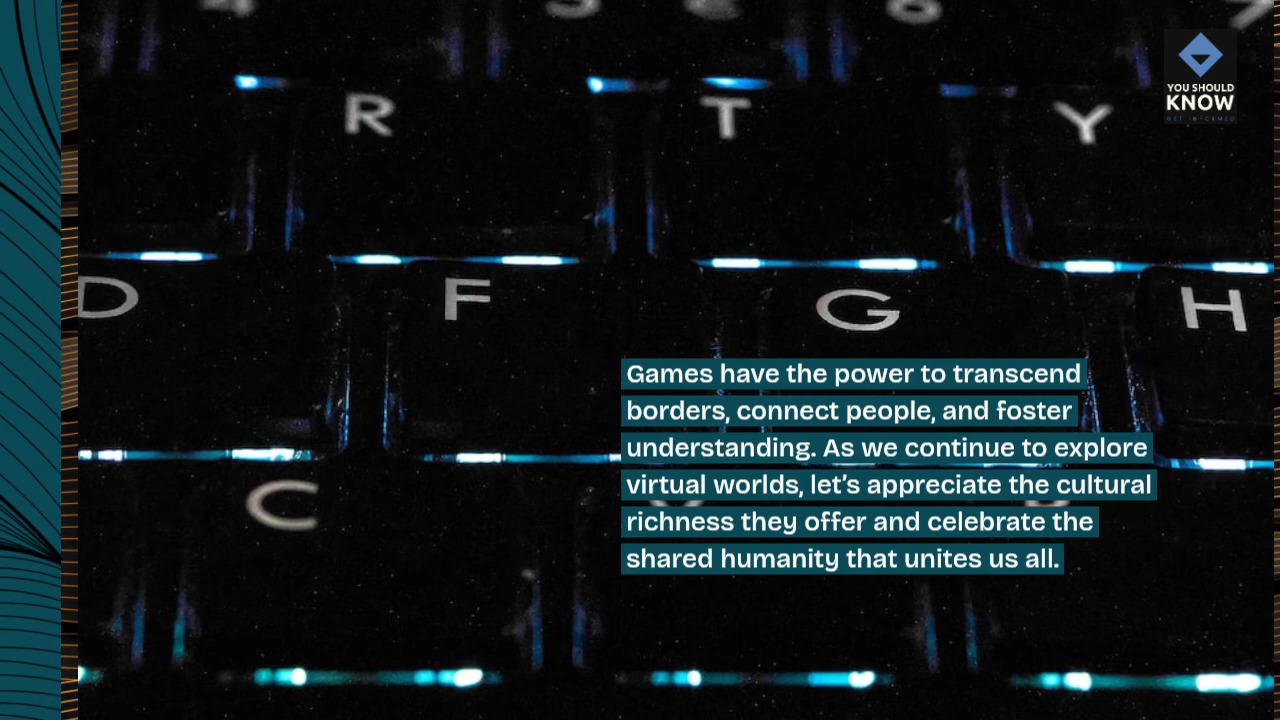 R
T
Y
YOU SHOULD
KNOW
GET INFORMED
D
F
G
H
Games have the power to transcend
borders, connect people, and foster
understanding. As we continue to explore
virtual worlds, let's appreciate the cultural
C
richness they offer and celebrate the
shared humanity that unites us all.